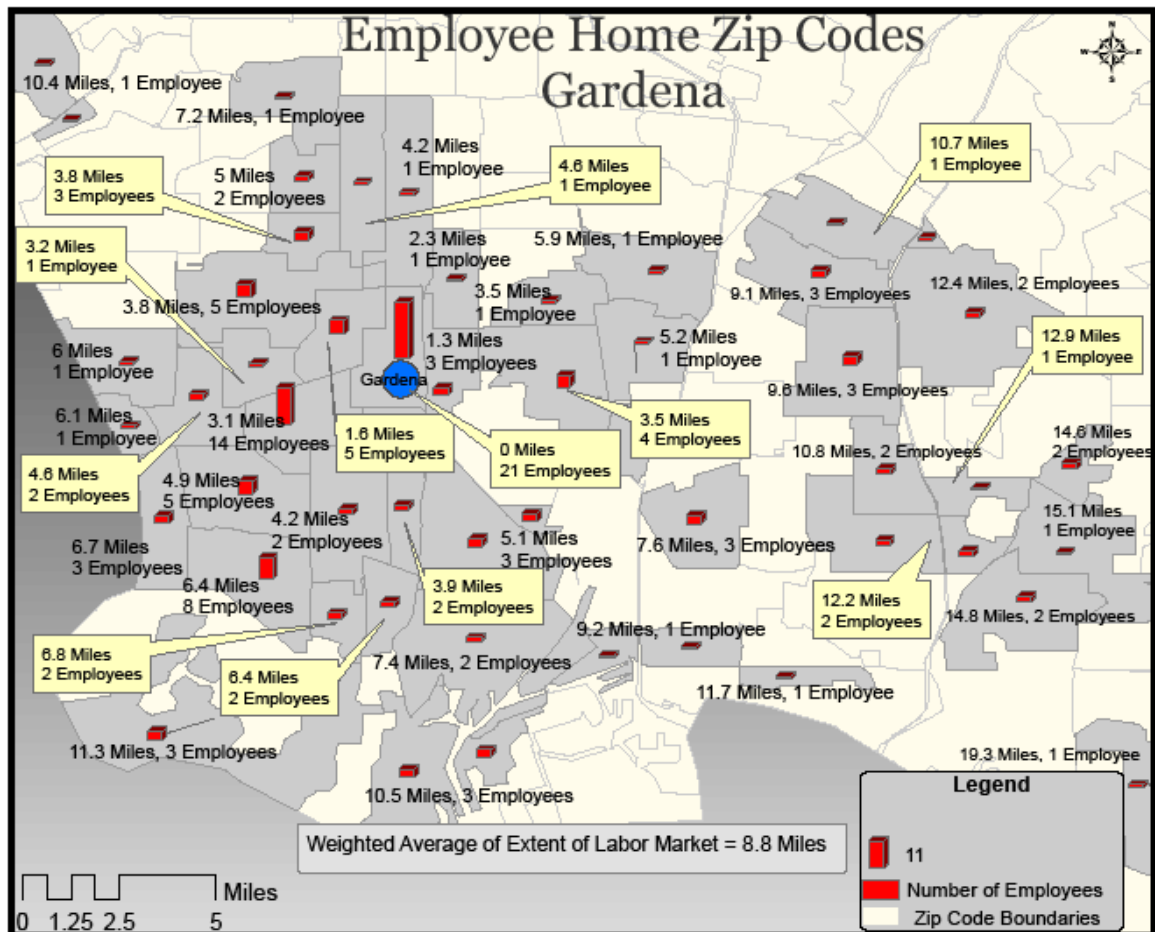 Employee Home Zip Codes
Gardena
N
W
E
S
10.4 Miles, 1 Employee
7.2 Miles, 1 Employee
4.2 Miles
1 Employee
4.6 Miles
1 Employee
10.7 Miles
1 Employee
3.8 Miles
3 Employees
5 Miles
2 Employees
3.2 Miles
1 Employee
2.3 Miles
1 Employee
5.9 Miles, 1 Employee
3.8 Miles, 5 Employees
3.5 Miles
1 Employee
9.1 Miles, 3 Employees
12.4 Miles, 2 Employees
6 Miles
1 Employee
1.3 Miles
3 Employees
5.2 Miles
1 Employee
12.9 Miles
1 Employee
Gardena
9.6 Miles, 3 Employees
6.1 Miles
1 Employee
3.1 Miles
14 Employees
1.6 Miles
5 Employees
0 Miles
21 Employees
3.5 Miles
4 Employees
10.8 Miles, 2 Employees
14.6 Miles
2 Employees
4.6 Miles
2 Employees
4.9 Miles
5 Employees
4.2 Miles
2 Employees
15.1 Miles
1 Employee
6.7 Miles
3 Employees
5.1 Miles
3 Employees
7.6 Miles, 3 Employees
6.4 Miles
8 Employees
3.9 Miles
2 Employees
12.2 Miles
2 Employees
14.8 Miles, 2 Employees
6.8 Miles
2 Employees
6.4 Miles
2 Employees
7.4 Miles, 2 Employees
9.2 Miles, 1 Employee
11.7 Miles, 1 Employee
11.3 Miles, 3 Employees
10.5 Miles, 3 Employees
19.3 Miles, 1 Employee
Weighted Average of Extent of Labor Market = 8.8 Miles
Legend
11
Number of Employees
Zip Code Boundaries
Miles
0 1.25 2.5 5